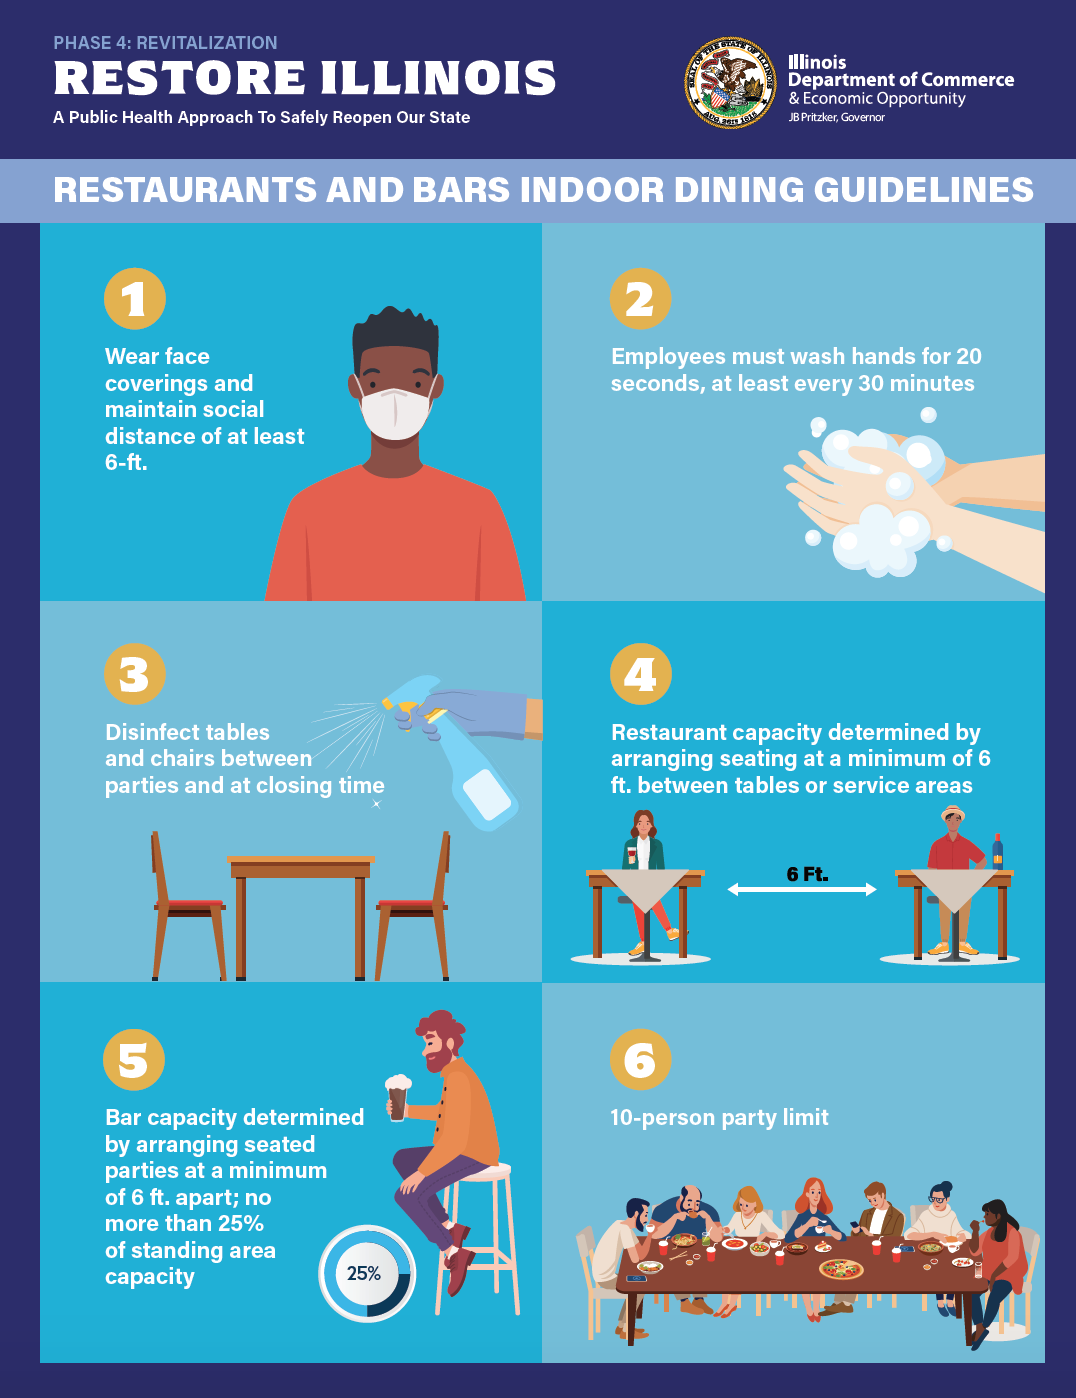 PHASE 4: REVITALIZATION
RESTORE ILLINOIS
A Public Health Approach To Safely Reopen Our State
SEAL OF THE STATE OF ILLINOIS
AUG. 26TH 1818
Illinois
Department of Commerce
& Economic Opportunity
JB Pritzker, Governor
RESTAURANTS AND BARS INDOOR DINING GUIDELINES
1
Wear face
coverings and
maintain social
distance of at least
6-ft.
2
Employees must wash hands for 20
seconds, at least every 30 minutes
3
Disinfect tables
and chairs between
parties and at closing time
4
Restaurant capacity determined by
arranging seating at a minimum of 6
ft. between tables or service areas
6 Ft.
5
Bar capacity determined
by arranging seated
parties at a minimum
of 6 ft. apart; no
more than 25%
of standing area
capacity
25%
6
10-person party limit